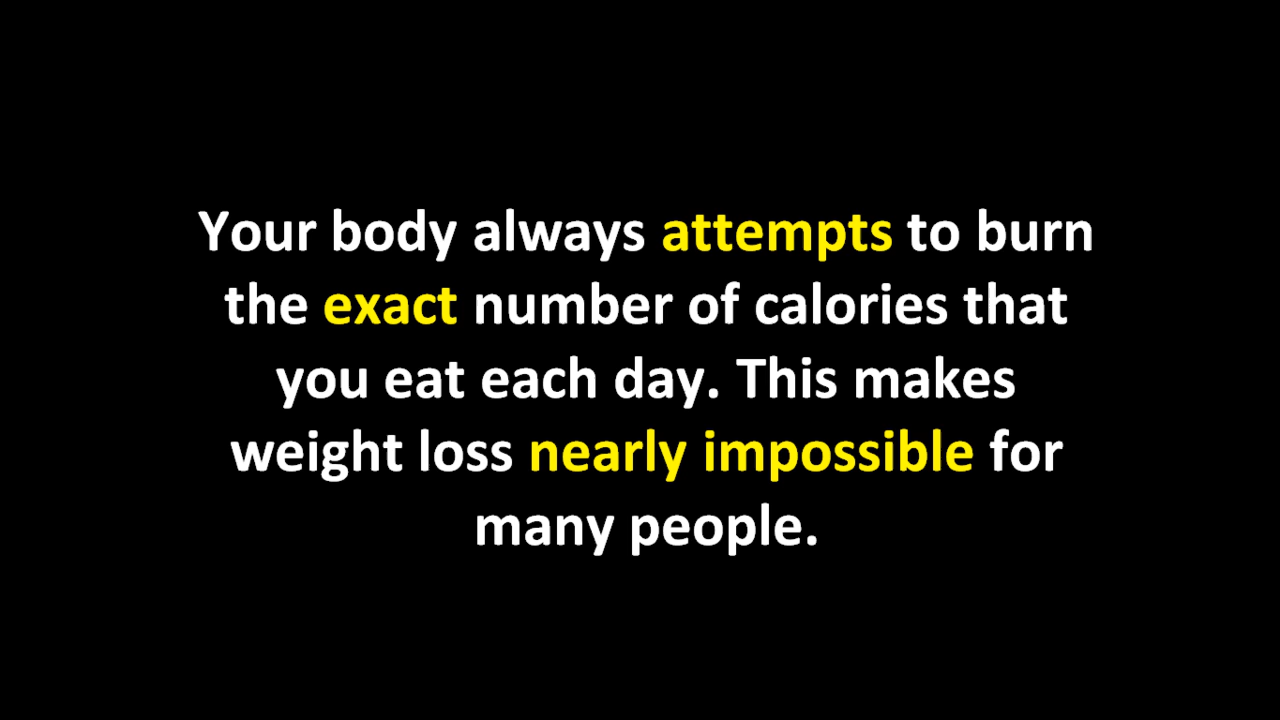 Your body always attempts to burn
the exact number of calories that
you eat each day. This makes
weight loss nearly impossible for
many people.